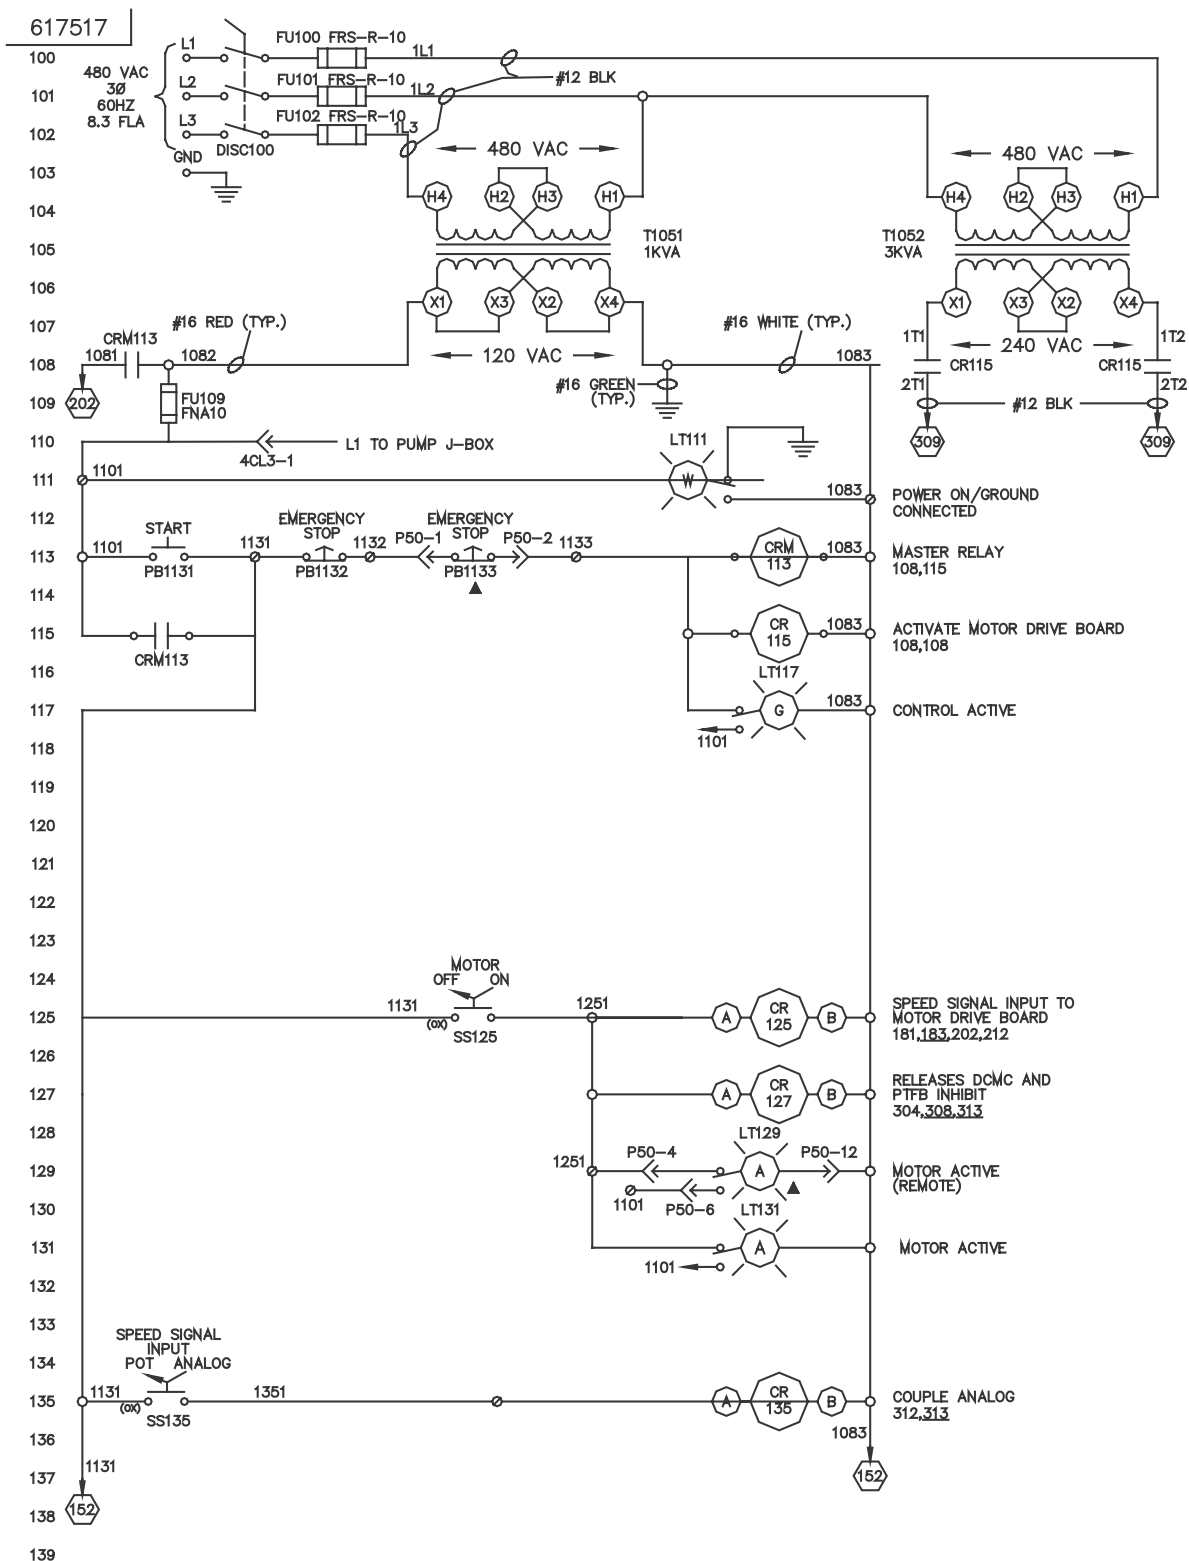 617517
100
L1
FU100 FRS-R-10
1L1
480 VAC
3Ø
60HZ
8.3 FLA
L2
FU101 FRS-R-10
1L2
#12 BLK
101
L3
FU102 FRS-R-10
1L3
102
GND
DISC100
480 VAC
480 VAC
103
H4 H2 H3 H1
H4 H2 H3 H1
104
T1051
1KVA
T1052
3KVA
105
106
X1 X3 X2 X4
X1 X3 X2 X4
107
#16 RED (TYP.)
#16 WHITE (TYP.)
1T1
1T2
CRM113
1081
1082
120 VAC
1083
240 VAC
108
CR115
CR115
#16 GREEN
(TYP.)
2T1
2T2
109
202
FU109
FNA10
#12 BLK
110
4CL3-1
L1 TO PUMP J-BOX
LT111
309
309
111
1101
W
1083
POWER ON/GROUND
CONNECTED
112
START
EMERGENCY
STOP
EMERGENCY
STOP
113
1101
PB1131
1131
PB1132
1132
P50-1
PB1133
P50-2
1133
CRM
113
1083
MASTER RELAY
108,115
114
115
CRM113
CR
115
1083
ACTIVATE MOTOR DRIVE BOARD
108,108
116
LT117
117
G
1083
CONTROL ACTIVE
1101
118
119
120
121
122
123
124
MOTOR
OFF ON
125
1131
(OX)
SS125
1251
A
CR
125
B
SPEED SIGNAL INPUT TO
MOTOR DRIVE BOARD
181,183,202,212
126
127
A
CR
127
B
RELEASES DCMC AND
PTFB INHIBIT
304,308,313
128
LT129
129
1251
P50-4
A
P50-12
MOTOR ACTIVE
(REMOTE)
1101
P50-6
130
LT131
131
A
MOTOR ACTIVE
1101
132
133
SPEED SIGNAL
INPUT
POT ANALOG
134
135
1131
(OX)
SS135
1351
A
CR
135
B
COUPLE ANALOG
312,313
136
1083
1131
137
152
152
138
139